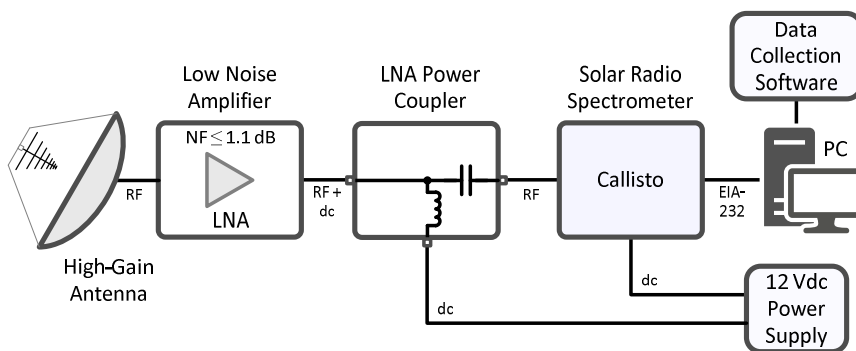 Low Noise
Amplifier
NF ≤ 1.1 dB
LNA
LNA Power
Coupler
Solar Radio
Spectrometer
Callisto
Data
Collection
Software
PC
RF
RF +
dc
RF
EIA-
232
High-Gain
Antenna
dc
dc
12 Vdc
Power
Supply